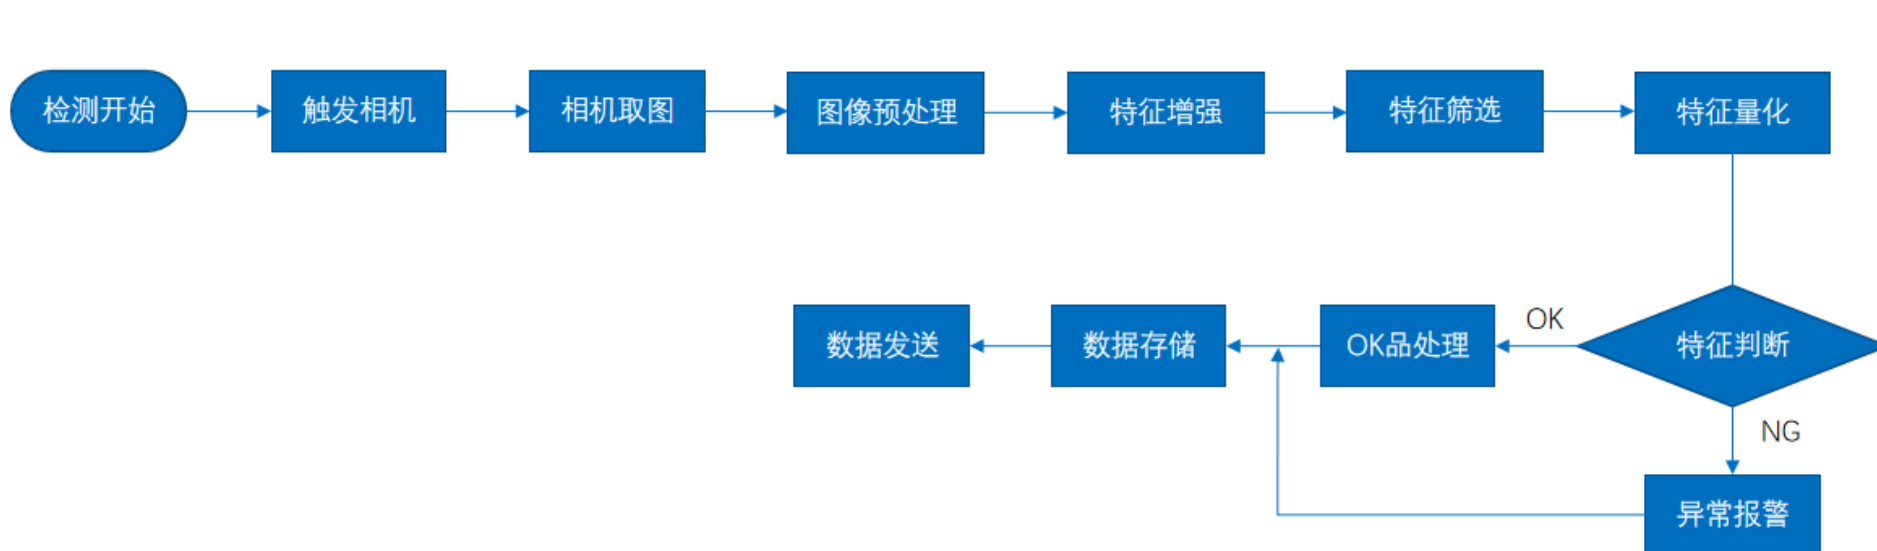 检测开始
触发相机
相机取图
图像预处理
特征增强
特征筛选
特征量化
特征判断
OK
OK品处理
数据存储
数据发送
NG
异常报警